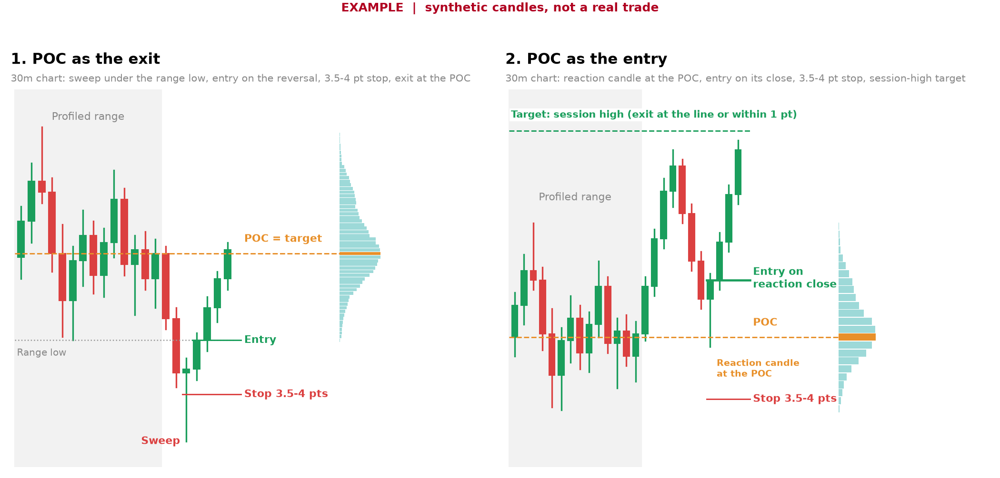 EXAMPLE | synthetic candles, not a real trade
1. POC as the exit
30m chart: sweep under the range low, entry on the reversal, 3.5-4 pt stop, exit at the POC
Profiled range
POC = target
Entry
Range low
Stop 3.5-4 pts
Sweep
2. POC as the entry
30m chart: reaction candle at the POC, entry on its close, 3.5-4 pt stop, session-high target
Target: session high (exit at the line or within 1 pt)
Profiled range
Entry on
reaction close
POC
Reaction candle
at the POC
Stop 3.5-4 pts